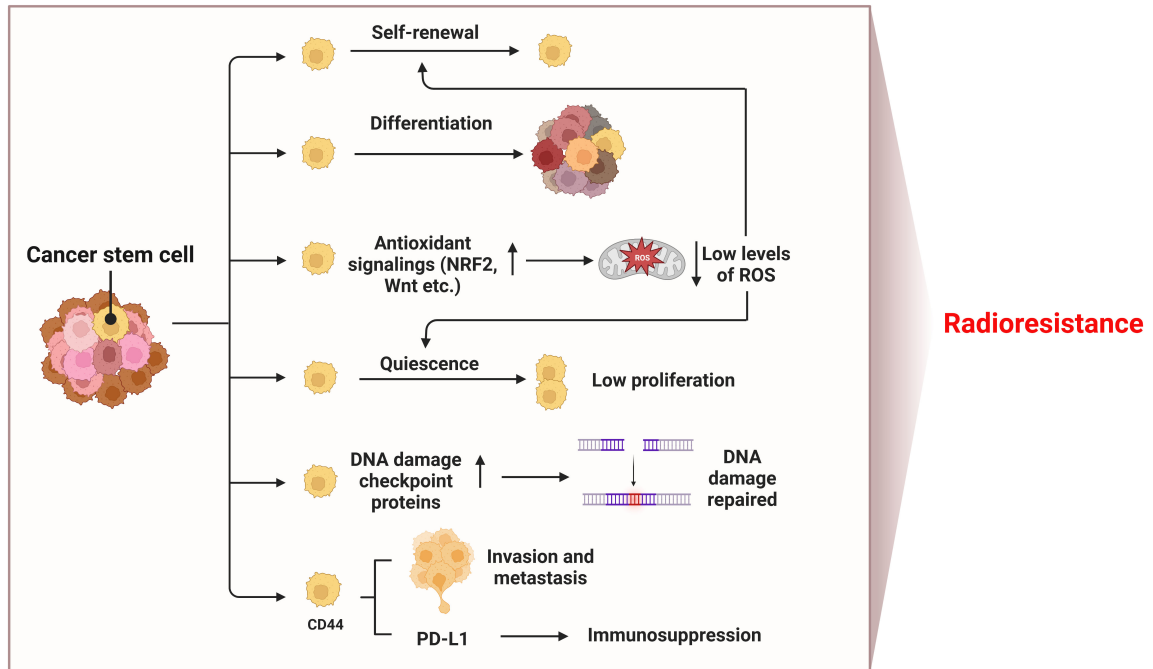 Self-renewal
Differentiation
Cancer stem cell
Antioxidant
signalings (NRF2,
Wnt etc.)
ROS
Low levels
of ROS
Radioresistance
Quiescence
Low proliferation
DNA damage
checkpoint
proteins
DNA
damage
repaired
Invasion and
metastasis
CD44
PD-L1
Immunosuppression